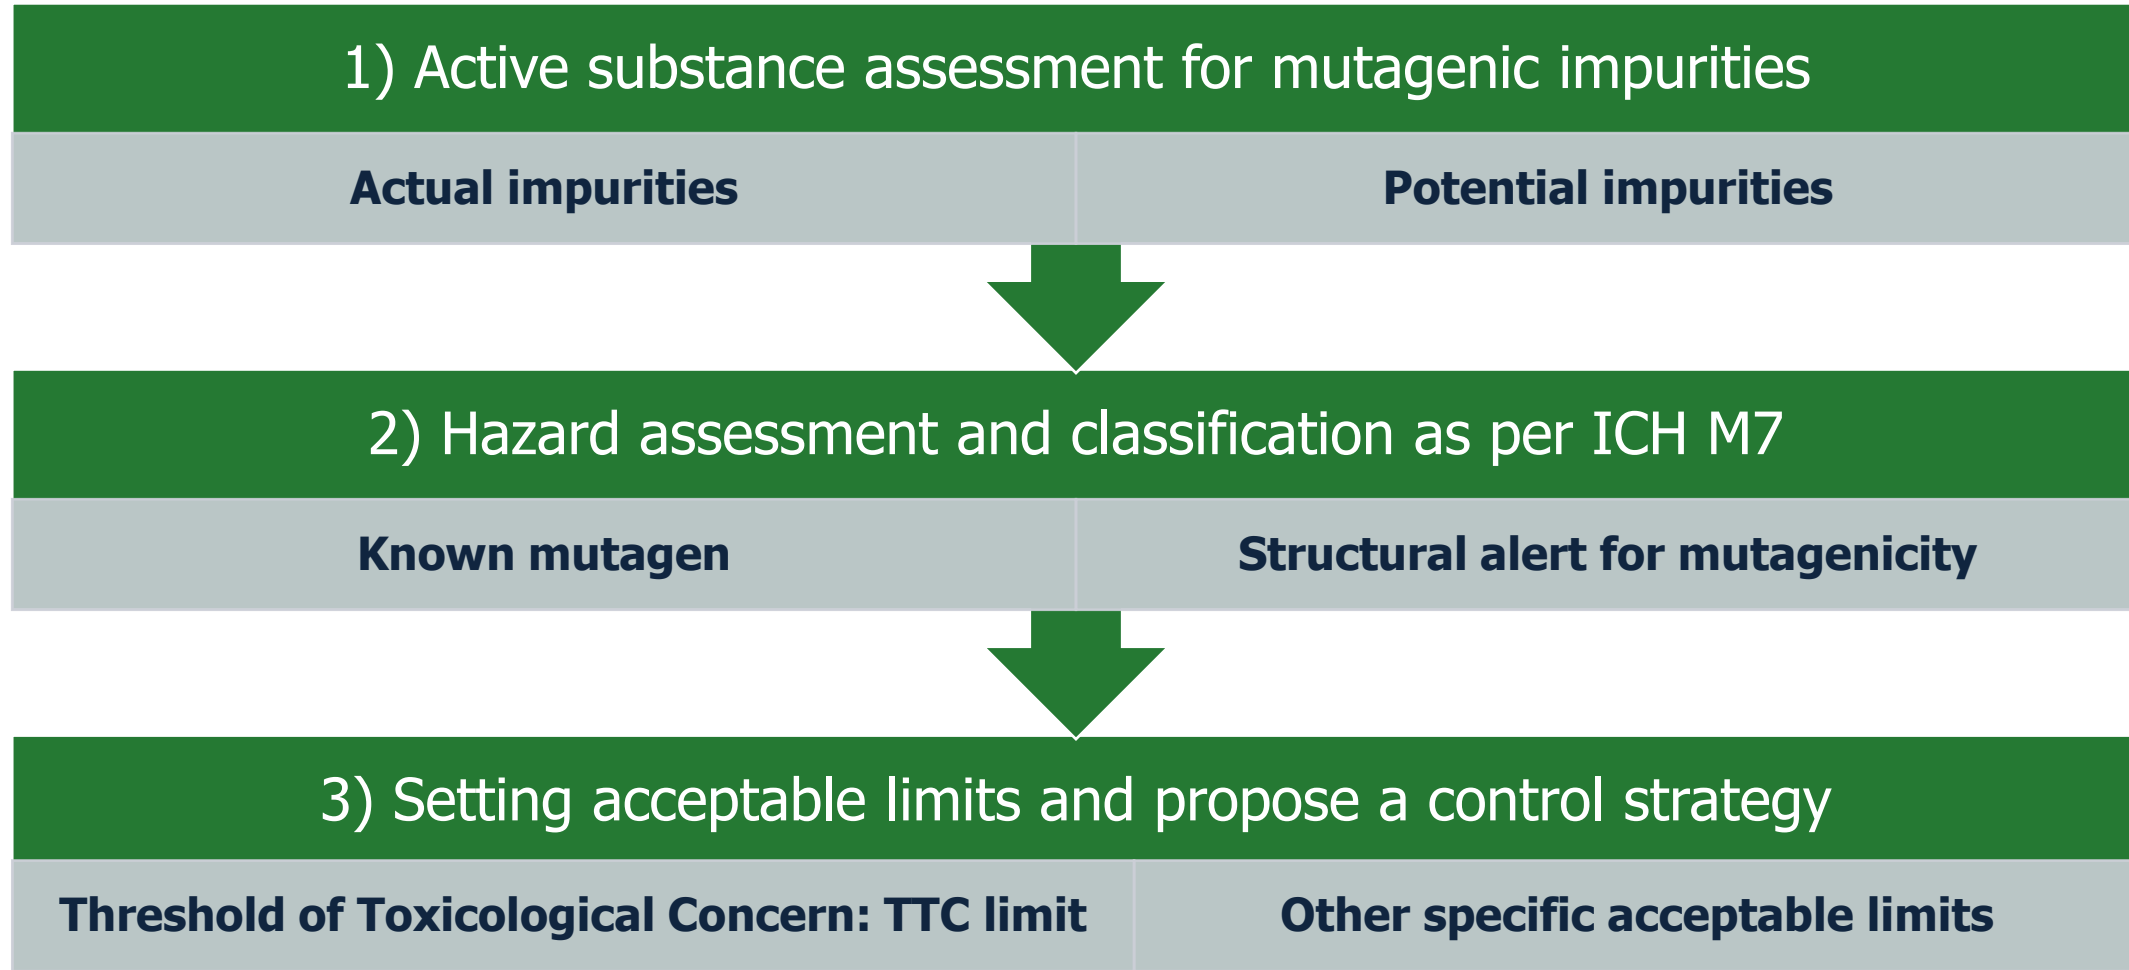 1) Active substance assessment for mutagenic impurities
Actual impurities
Potential impurities
2) Hazard assessment and classification as per ICH M7
Known mutagen
Structural alert for mutagenicity
3) Setting acceptable limits and propose a control strategy
Threshold of Toxicological Concern: TTC limit
Other specific acceptable limits